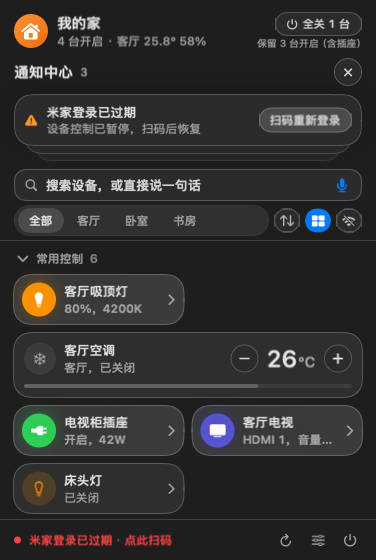 我的家
4 台开启 · 客厅 25.8° 58%
全关 1 台
保留 3 台开启（含插座）
通知中心 3
米家登录已过期
设备控制已暂停，扫码后恢复
扫码重新登录
搜索设备，或直接说一句话
全部 客厅 卧室 书房
常用控制 6
客厅吸顶灯
80%，4200K
客厅空调
客厅，已关闭
26°C
电视柜插座
开启，42W
客厅电视
HDMI 1，音量...
床头灯
已关闭
米家登录已过期 · 点此扫码